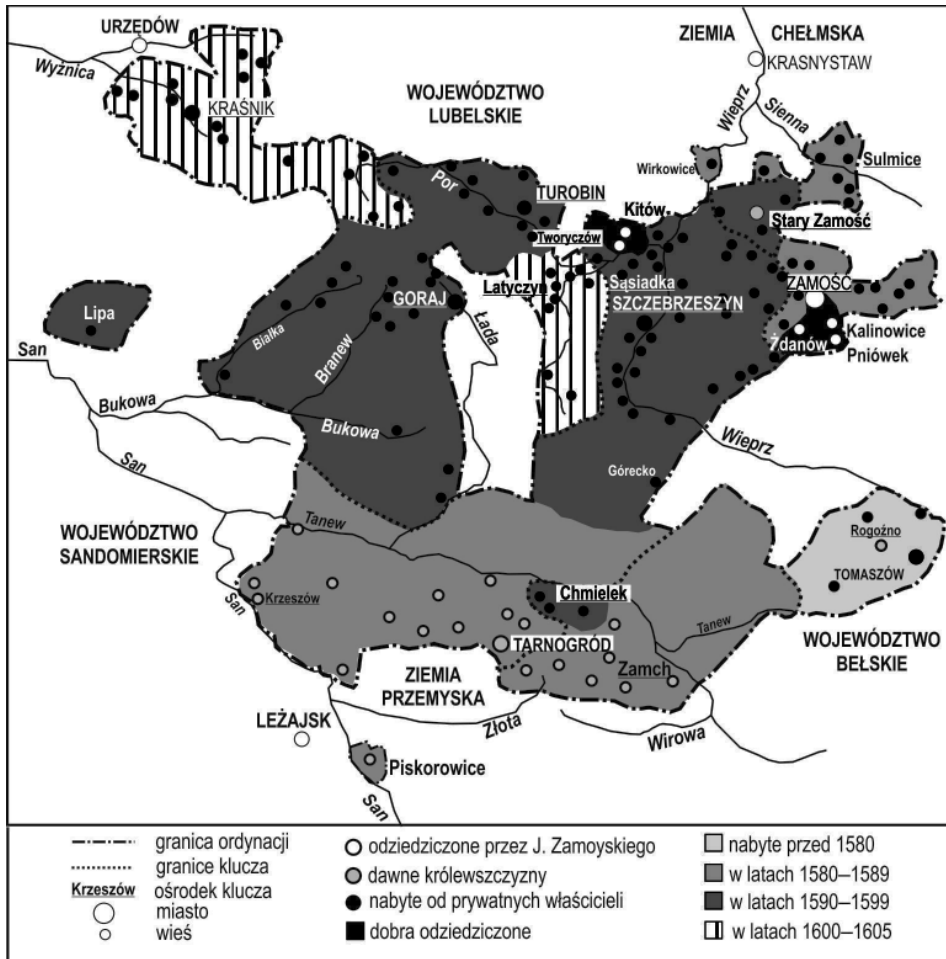 URZĘDÓW
ZIEMIA CHEŁMSKA
KRASNYSTAW
Wyżnica
KRAŚNIK
WOJEWÓDZTWO
LUBELSKIE
Wieprz
Sienna
Sulmice
Wirkowice
Por
TUROBIN
Kitów
Stary Zamość
Tworyczów
Latyczyn
Sąsiadka
ZAMOŚĆ
SZCZEBRZESZYN
GORAJ
Lipa
Łada
Białka
Branew
Żdanów
Kalinowice
Pniówek
San
Bukowa
Bukowa
Wieprz
San
Górecko
Tanew
WOJEWÓDZTWO
SANDOMIERSKIE
Rogoźno
TOMASZÓW
Krzeszów
Chmielek
San
Tanew
TARNOGRÓD
WOJEWÓDZTWO
BEŁSKIE
Zamch
ZIEMIA
PRZEMYSKA
LEŻAJSK
Złota
Wirowa
Piskorowice
San
granica ordynacji
granice klucza
Krzeszów ośrodek klucza
miasto
wieś
odziedziczone przez J. Zamoyskiego
dawne królewszczyzny
nabyte od prywatnych właścicieli
dobra odziedziczone
nabyte przed 1580
w latach 1580–1589
w latach 1590–1599
w latach 1600–1605